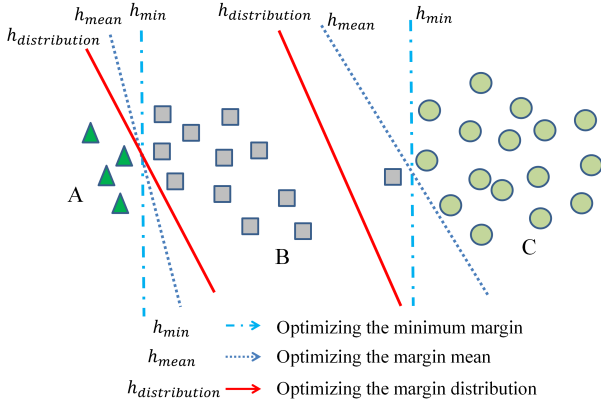 h_min
h_mean
h_distribution
h_distribution
h_mean
h_min
A
B
C
h_min Optimizing the minimum margin
h_mean Optimizing the margin mean
h_distribution Optimizing the margin distribution